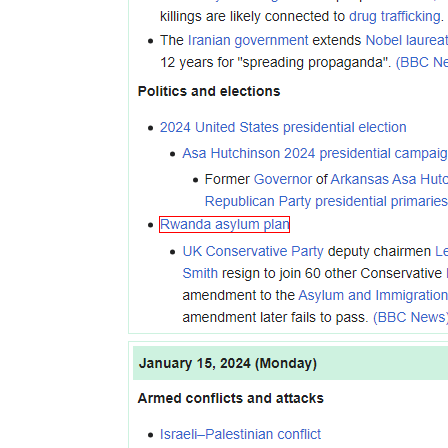 killings are likely connected to drug trafficking.
The Iranian government extends Nobel laureat
12 years for "spreading propaganda". (BBC Ne
Politics and elections
2024 United States presidential election
Asa Hutchinson 2024 presidential campaig
Former Governor of Arkansas Asa Hutc
Republican Party presidential primaries
Rwanda asylum plan
UK Conservative Party deputy chairmen Le
Smith resign to join 60 other Conservative
amendment to the Asylum and Immigration
amendment later fails to pass. (BBC News)
January 15, 2024 (Monday)
Armed conflicts and attacks
Israeli–Palestinian conflict